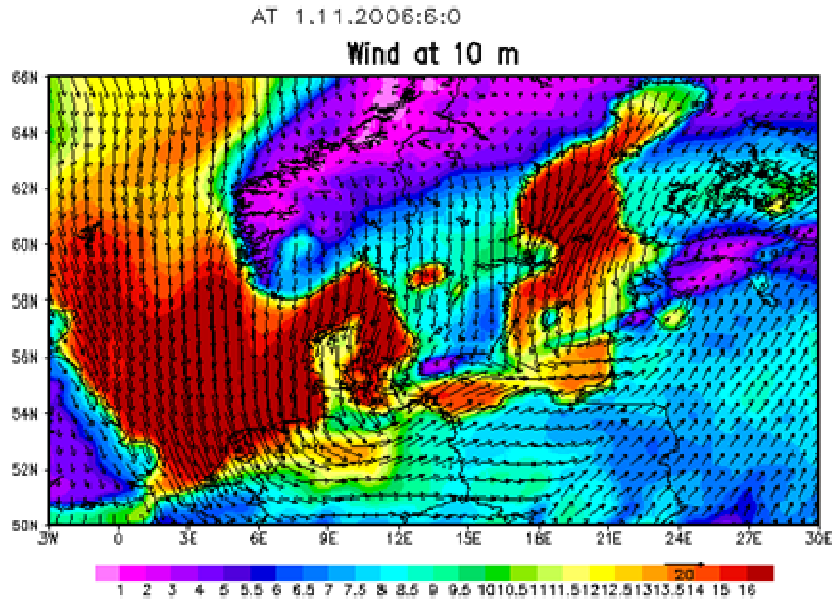 AT 1.11.2006:6:0
Wind at 10 m
66N
64N
62N
60N
58N
56N
54N
52N
50N
3W 0 3E 6E 9E 12E 15E 18E 21E 24E 27E 30E
20
1 2 3 4 5 5.5 6 6.5 7 7.5 8 8.5 9 9.5 10 10.5 11 11.5 12 12.5 13 13.5 14 15 16